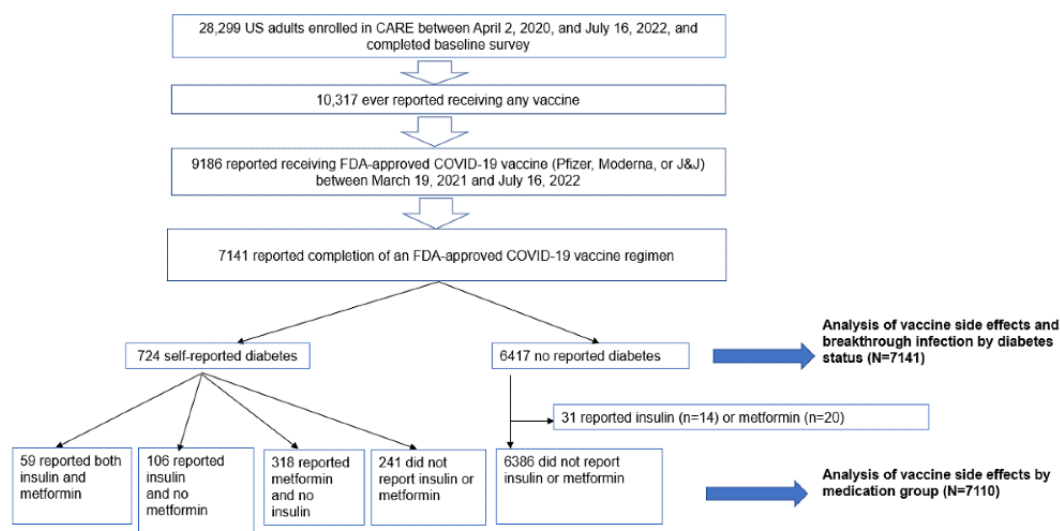 28,299 US adults enrolled in CARE between April 2, 2020, and July 16, 2022, and
completed baseline survey
10,317 ever reported receiving any vaccine
9186 reported receiving FDA-approved COVID-19 vaccine (Pfizer, Moderna, or J&J)
between March 19, 2021 and July 16, 2022
7141 reported completion of an FDA-approved COVID-19 vaccine regimen
724 self-reported diabetes
6417 no reported diabetes
Analysis of vaccine side effects and
breakthrough infection by diabetes
status (N=7141)
31 reported insulin (n=14) or metformin (n=20)
59 reported both
insulin and
metformin
106 reported
insulin
and no
metformin
318 reported
metformin
and no
insulin
241 did not
report insulin or
metformin
6386 did not report
insulin or metformin
Analysis of vaccine side effects by
medication group (N=7110)